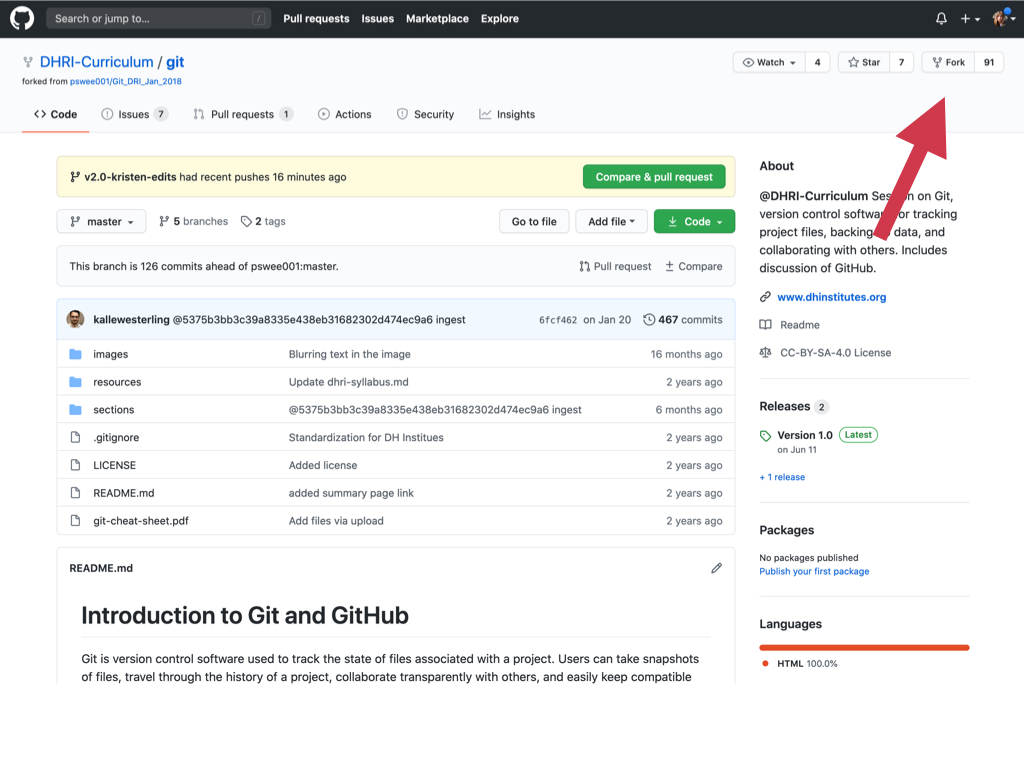 Search or jump to... /
Pull requests Issues Marketplace Explore
DHRI-Curriculum / git
Watch 4 Star 7 Fork 91
forked from pswee001/Git_DRI_Jan_2018
Code Issues 7 Pull requests 1 Actions Security Insights
v2.0-kristen-edits had recent pushes 16 minutes ago
Compare & pull request
master 5 branches 2 tags
Go to file Add file Code
This branch is 126 commits ahead of pswee001:master.
Pull request Compare
kallewesterling @5375b3bb3c39a8335e438eb31682302d474ec9a6 ingest 6fcf462 on Jan 20 467 commits
images Blurring text in the image 16 months ago
resources Update dhri-syllabus.md 2 years ago
sections @5375b3bb3c39a8335e438eb31682302d474ec9a6 ingest 6 months ago
.gitignore Standardization for DH Institues 2 years ago
LICENSE Added license 2 years ago
README.md added summary page link 2 years ago
git-cheat-sheet.pdf Add files via upload 2 years ago
README.md
Introduction to Git and GitHub
Git is version control software used to track the state of files associated with a project. Users can take snapshots
of files, travel through the history of a project, collaborate transparently with others, and easily keep compatible
About
@DHRI-Curriculum on Git,
version control tracking
project files, backing data, and
collaborating with others. Includes
discussion of GitHub.
www.dhinstitutes.org
Readme
CC-BY-SA-4.0 License
Releases 2
Version 1.0 Latest
on Jun 11
+ 1 release
Packages
No packages published
Publish your first package
Languages
HTML 100.0%